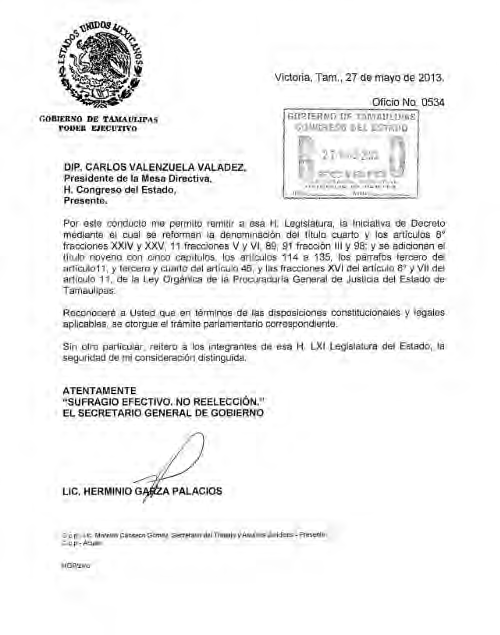 ESTADOS UNIDOS MEXICANOS
GOBIERNO DE TAMAULIPAS
PODER EJECUTIVO
Victoria, Tam., 27 de mayo de 2013.
Oficio No. 0534
GOBIERNO DE TAMAULIPAS
CONGRESO DEL ESTADO
DIP. CARLOS VALENZUELA VALADEZ,
Presidente de la Mesa Directiva,
H. Congreso del Estado,
Presente.
Por este conducto me permito remitir a esa H. Legislatura, la Iniciativa de Decreto
mediante el cual se reforman la denominación del título cuarto y los artículos 6°
fracciones XXIV y XXV, 11 fracciones V y VI, 89, 91 fracción III y 98; y se adicionan el
título noveno con cinco capítulos, los artículos 114 a 135, los párrafos tercero del
artículo11, y tercero y cuarto del artículo 45, y las fracciones XVI del artículo 6° y VII del
artículo 11, de la Ley Orgánica de la Procuraduría General de Justicia del Estado de
Tamaulipas.
Reconoceré a Usted que en términos de las disposiciones constitucionales y legales
aplicables, se otorgue el trámite parlamentario correspondiente.
Sin otro particular, reitero a los integrantes de esa H. LXI Legislatura del Estado, la
seguridad de mi consideración distinguida.
ATENTAMENTE
"SUFRAGIO EFECTIVO. NO REELECCIÓN."
EL SECRETARIO GENERAL DE GOBIERNO
LIC. HERMINIO GARZA PALACIOS
C.c.p.- Lic. Gómez, Secretario del Trabajo y Asuntos Jurídicos.- Presente.
C.c.p.- Archivo